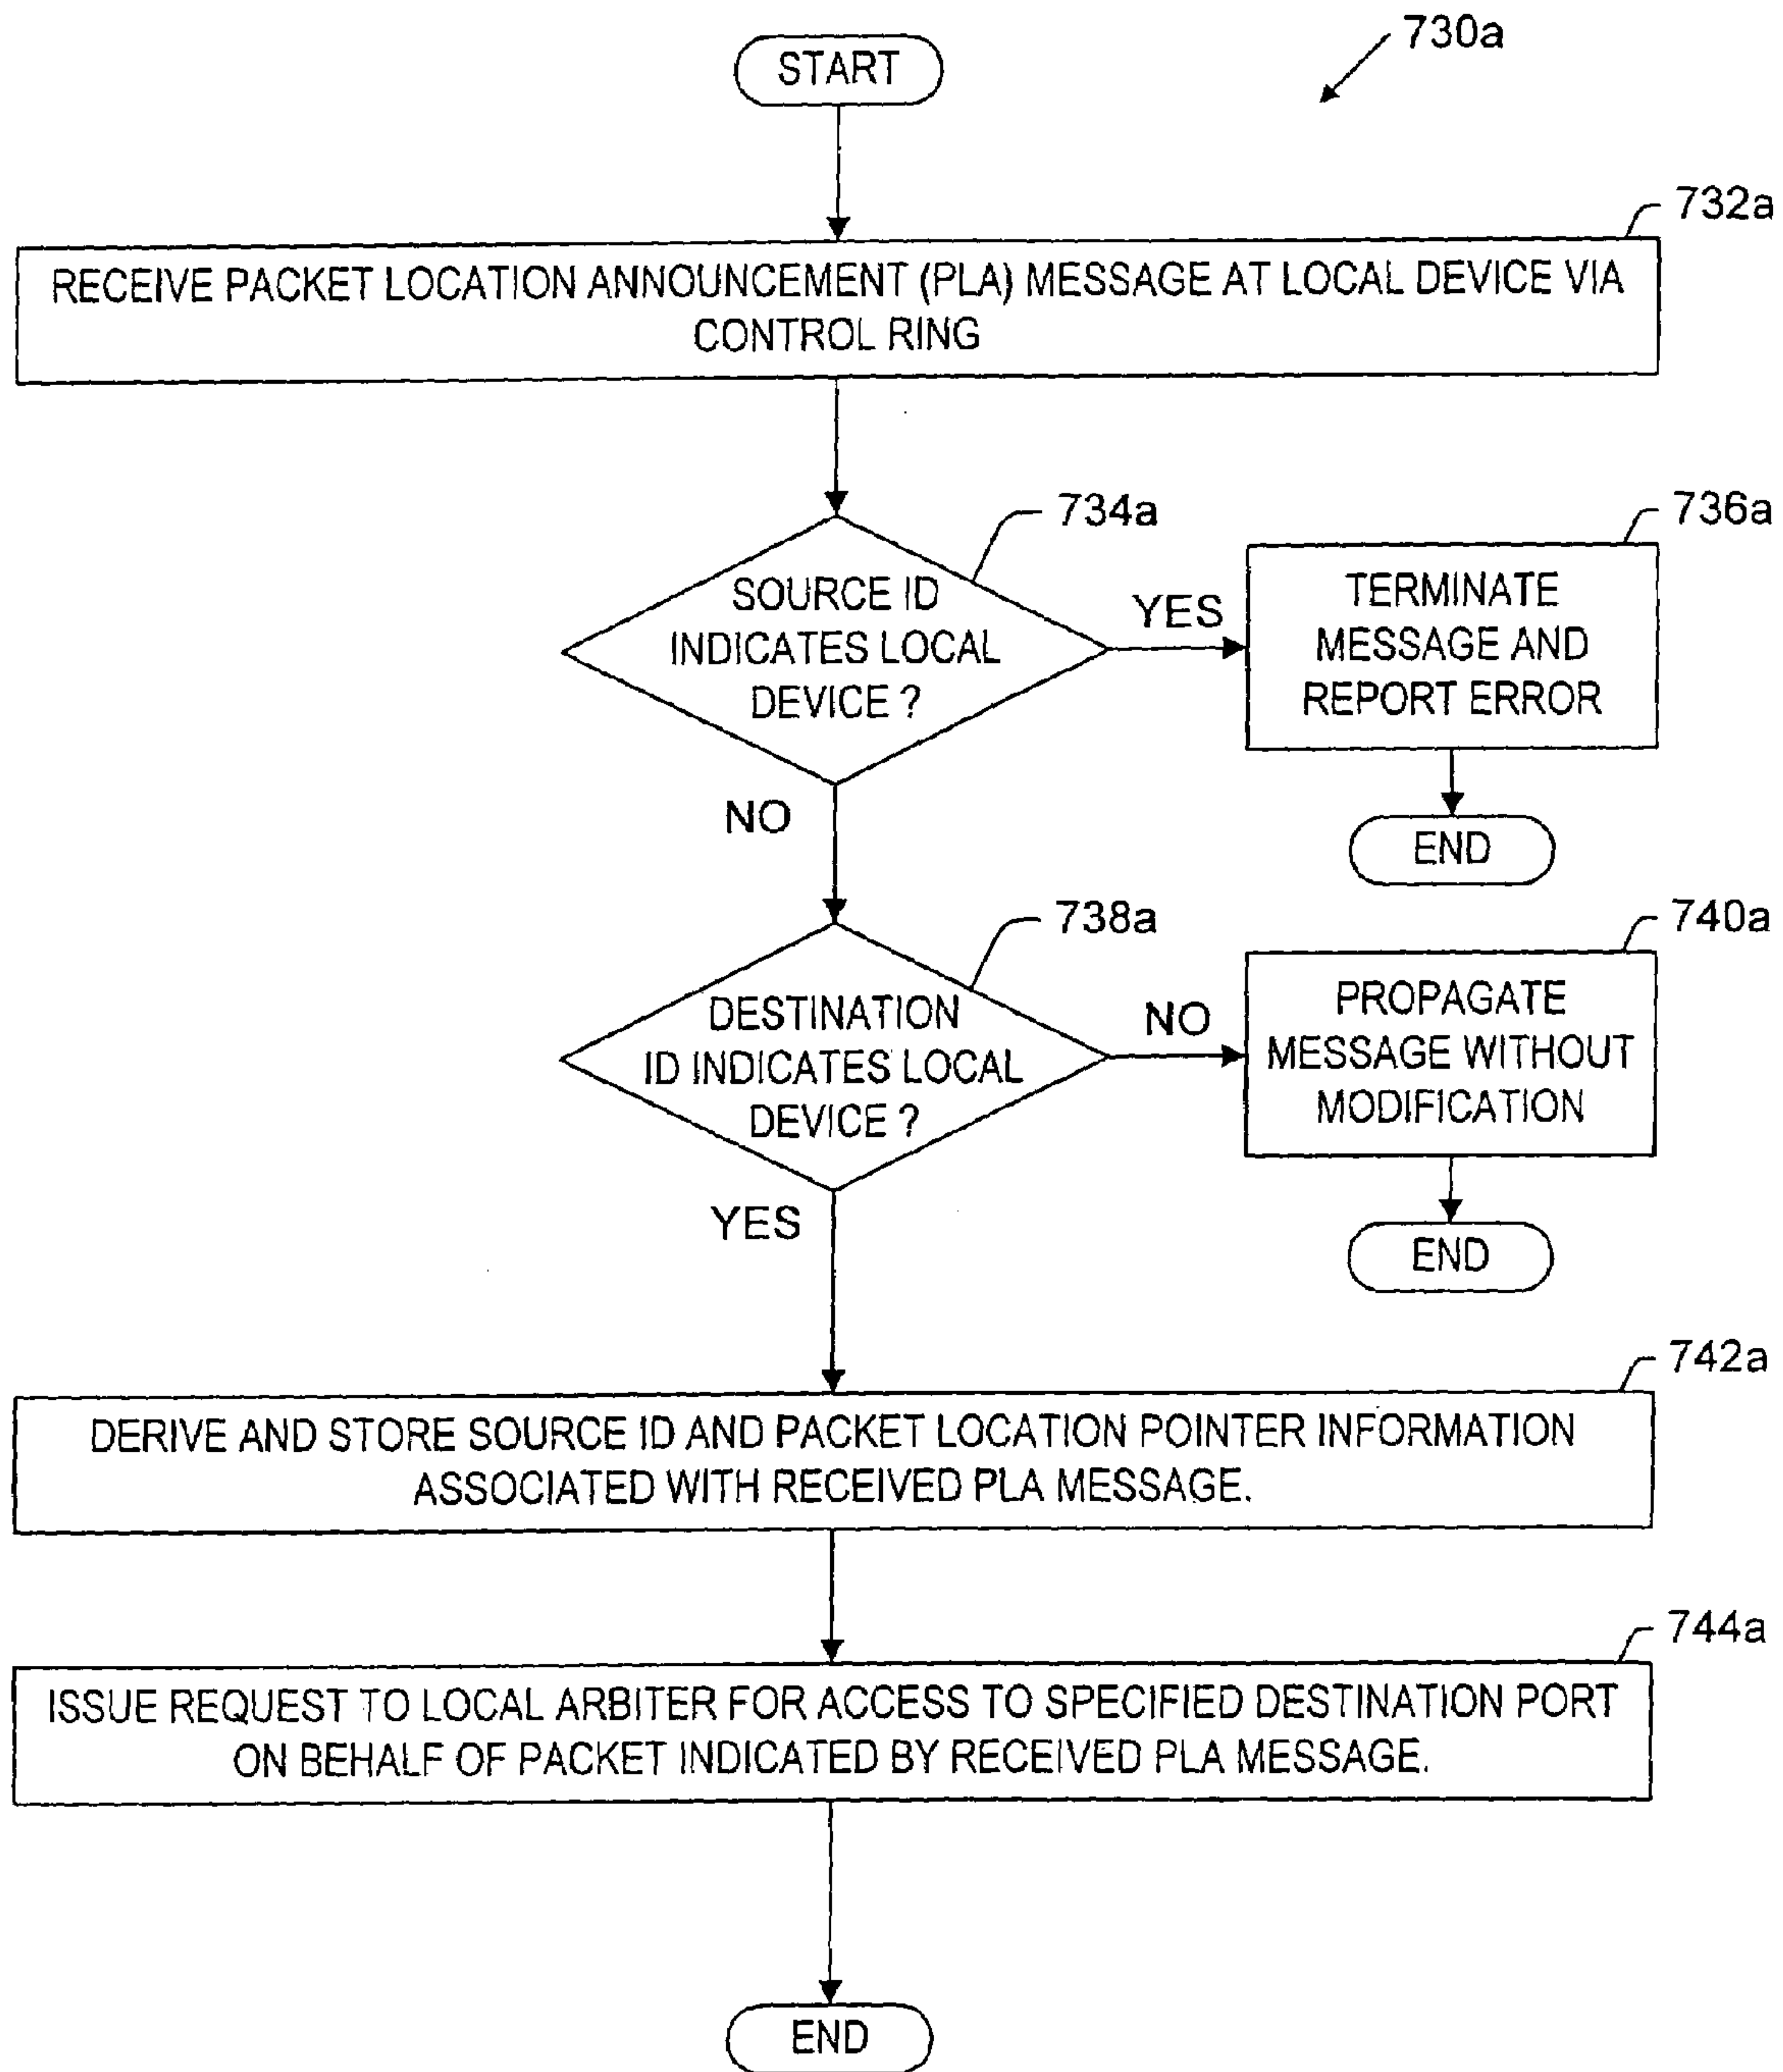 730a
START
732a
RECEIVE PACKET LOCATION ANNOUNCEMENT (PLA) MESSAGE AT LOCAL DEVICE VIA
CONTROL RING
734a
SOURCE ID
INDICATES LOCAL
DEVICE ?
YES
736a
TERMINATE
MESSAGE AND
REPORT ERROR
END
NO
738a
DESTINATION
ID INDICATES LOCAL
DEVICE ?
NO
740a
PROPAGATE
MESSAGE WITHOUT
MODIFICATION
END
YES
742a
DERIVE AND STORE SOURCE ID AND PACKET LOCATION POINTER INFORMATION
ASSOCIATED WITH RECEIVED PLA MESSAGE.
744a
ISSUE REQUEST TO LOCAL ARBITER FOR ACCESS TO SPECIFIED DESTINATION PORT
ON BEHALF OF PACKET INDICATED BY RECEIVED PLA MESSAGE.
END